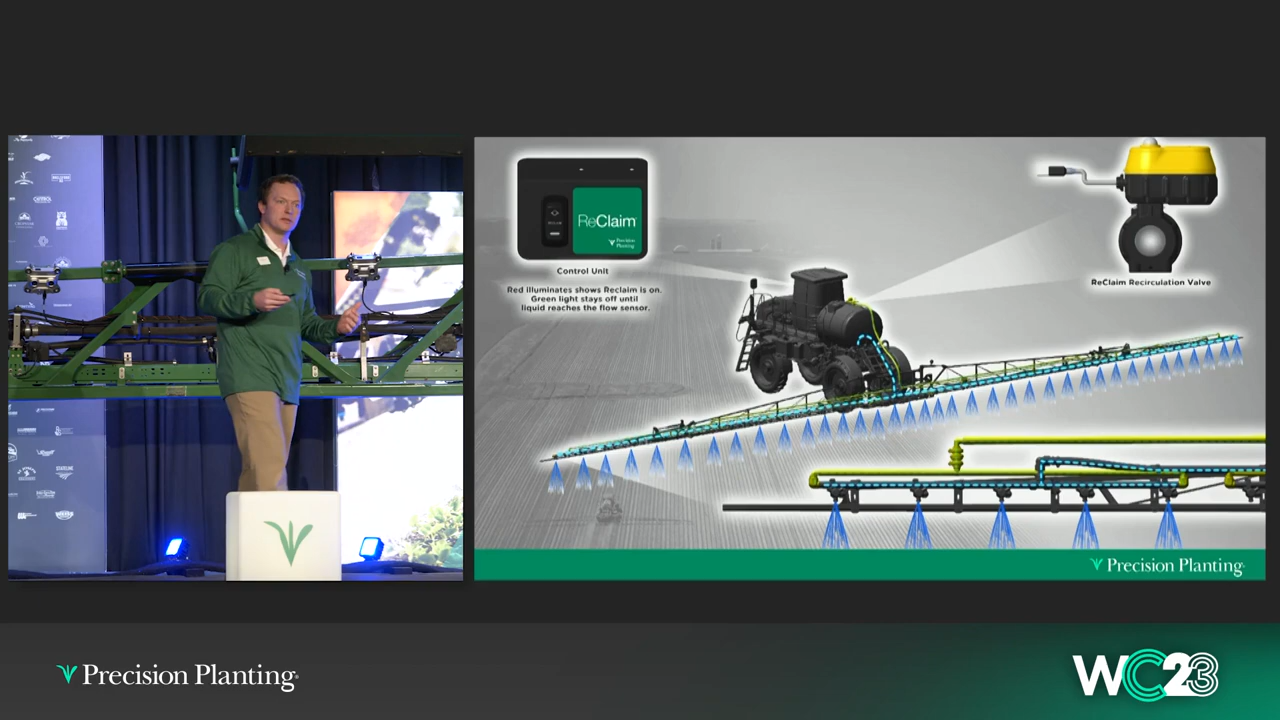 ReClaim
Precision
Planting
Control Unit
Red illuminates shows Reclaim is on.
Green light stays off until
liquid reaches the flow sensor.
ReClaim Recirculation Valve
Precision Planting
Precision Planting
WC23